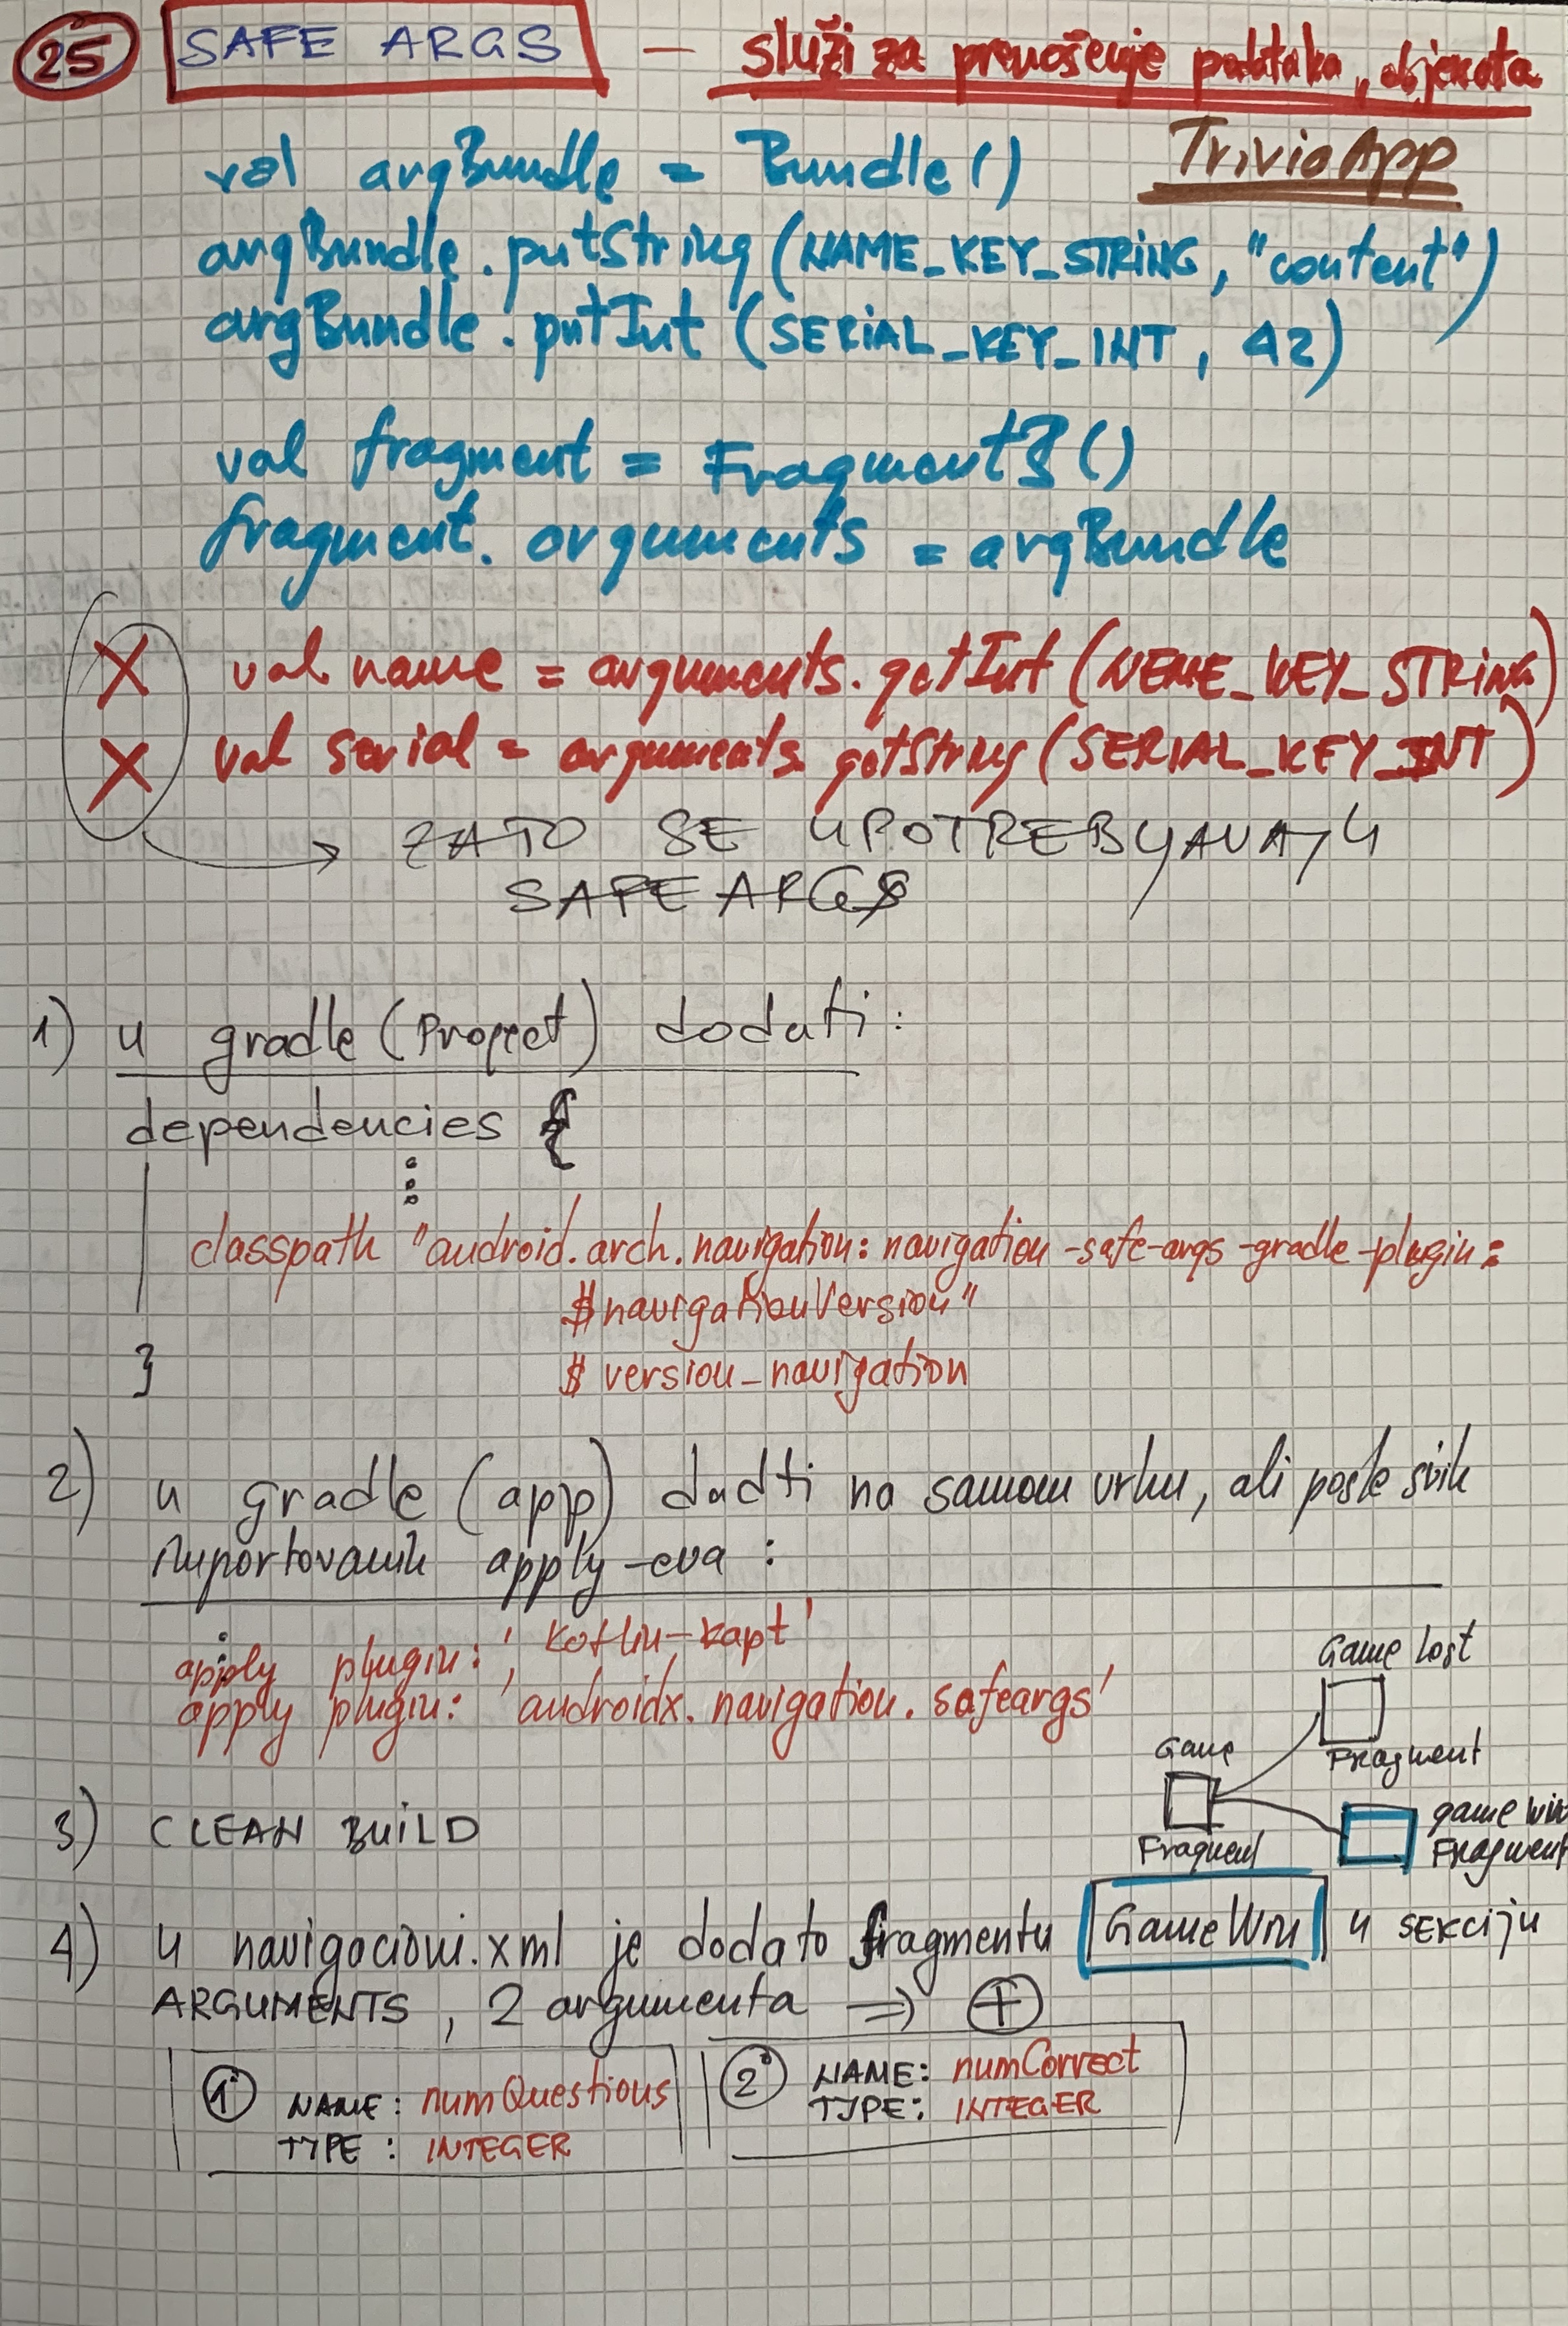 25 SAFE ARGS — služi za prenošenje podataka, objekata
TrivioApp
val argBundle = Bundle()
argBundle.putString(NAME_KEY_STRING, "content")
argBundle.putInt(SERIAL_KEY_INT, 42)
val fragment = FragmentB()
fragment.arguments = argBundle
X val name = arguments.getInt(NEME_KEY_STRING)
X val serial = arguments.getString(SERIAL_KEY_INT)
→ ZATO SE UPOTREBLJAVAJU
SAFE ARGS
1) u gradle (Project) dodati:
dependencies {
classpath "android.arch.navigation:navigation-safe-args-gradle-plugin:
$navigationVersion"
} $version_navigation
2) u gradle (app) dodti na samom vrhu, ali posle svih
importovanih apply-eva:
apply plugin: 'kotlin-kapt'
apply plugin: 'androidx.navigation.safeargs'
Game Lost
Fragment
Game
Fragment
game Win
Fragment
3) CLEAN BUILD
4) u navigacioni.xml je dodato fragmentu GameWin u SEKCIJU
ARGUMENTS, 2 argumenta ⇒ +
1° NAME: numQuestions
TYPE: INTEGER
2° NAME: numCorrect
TYPE: INTEGER